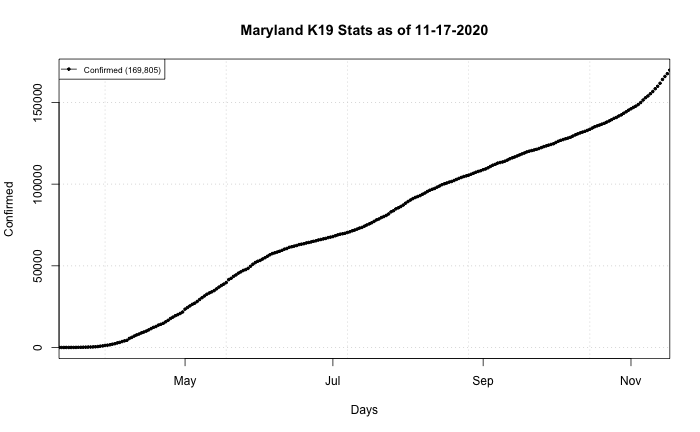 Maryland K19 Stats as of 11-17-2020
Confirmed (169,805)
150000
100000
50000
0
Confirmed
May Jul Sep Nov
Days